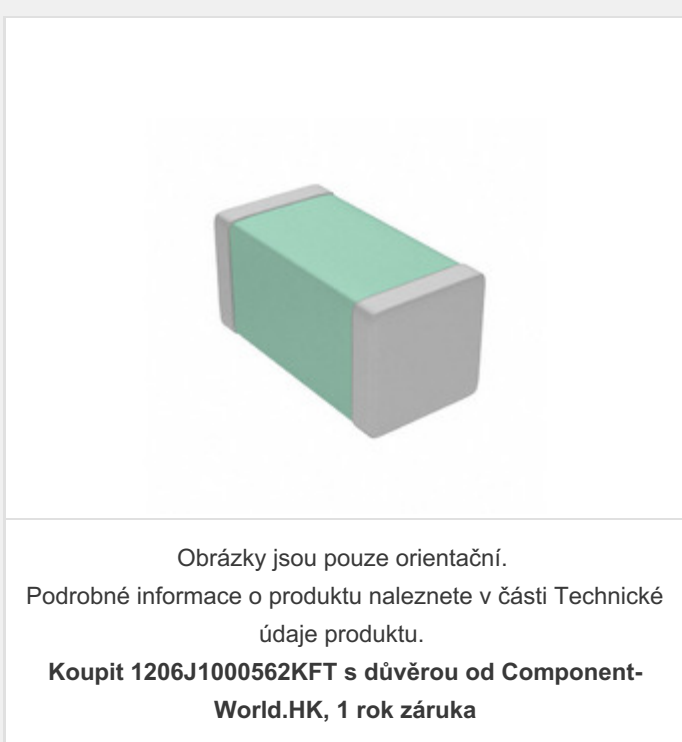 Obrázky jsou pouze orientační.
Podrobné informace o produktu naleznete v části Technické
údaje produktu.
Koupit 1206J1000562KFT s důvěrou od Component-
World.HK, 1 rok záruka